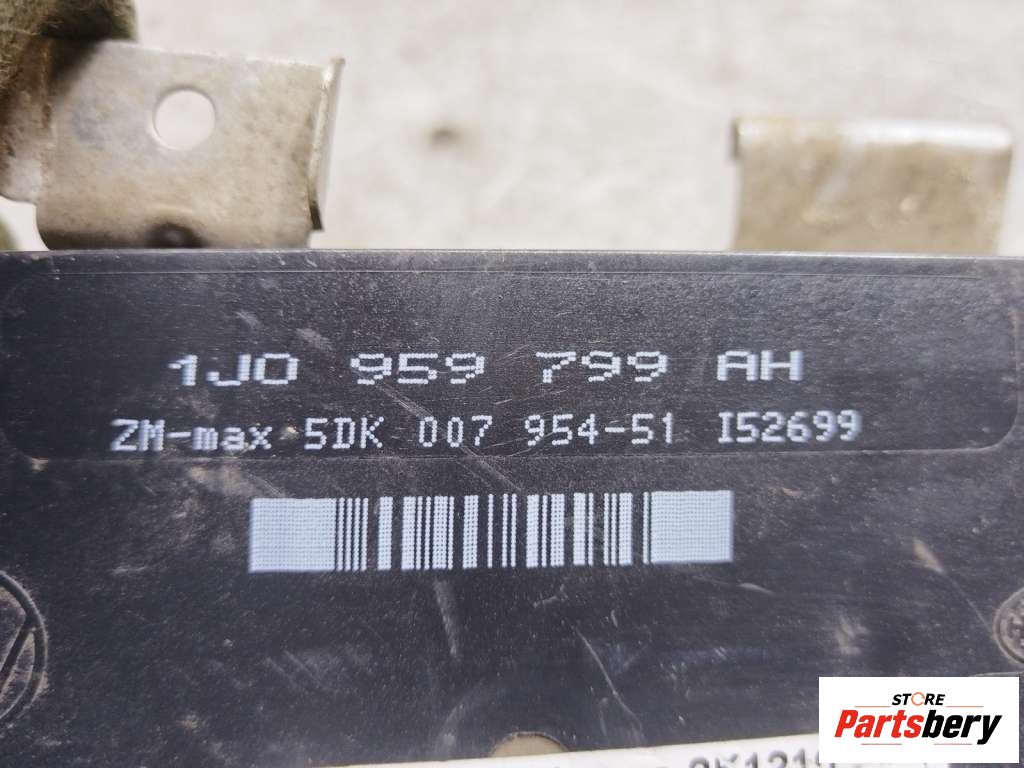 1J0 959 799 AH
ZM-max 5DK 007 954-51 I52699
STORE
Partsbery